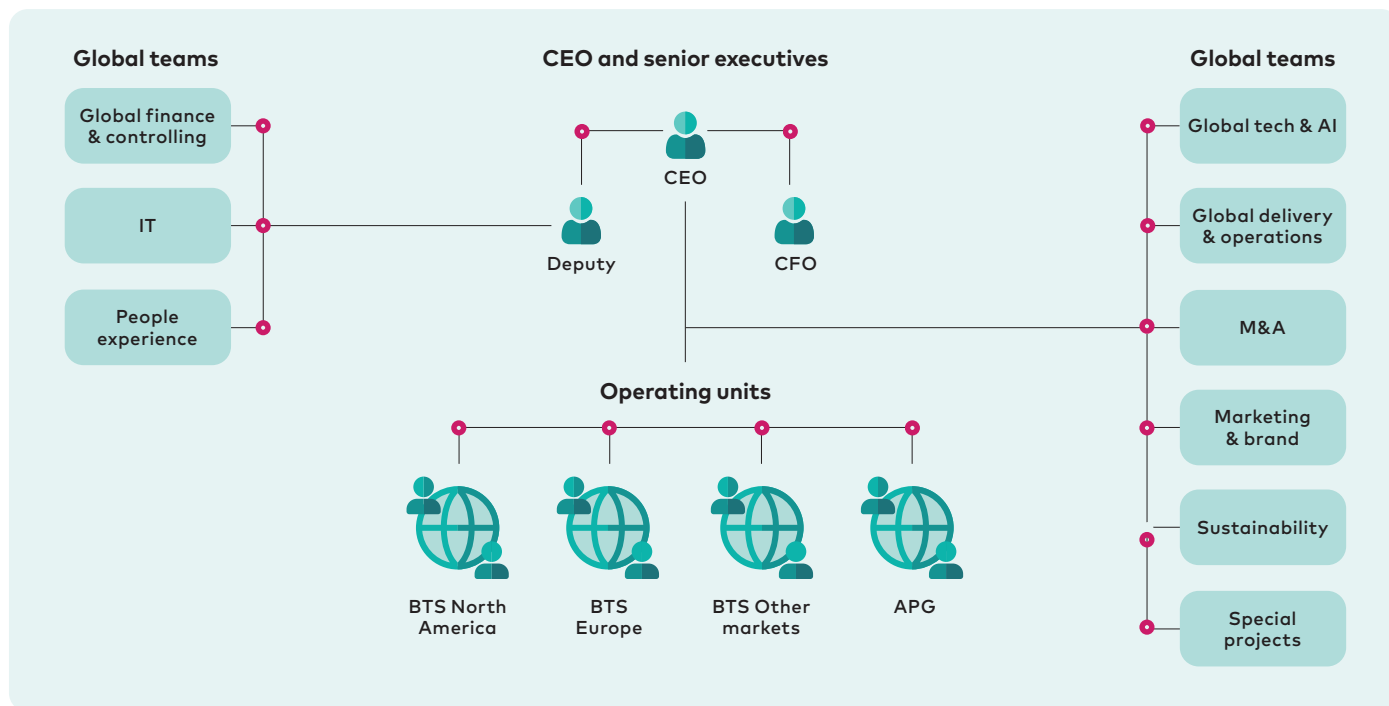 Global teams
Global finance
& controlling
IT
People
experience
CEO and senior executives
CEO
Deputy
CFO
Operating units
BTS North
America
BTS
Europe
BTS Other
markets
APG
Global teams
Global tech & AI
Global delivery
& operations
M&A
Marketing
& brand
Sustainability
Special
projects